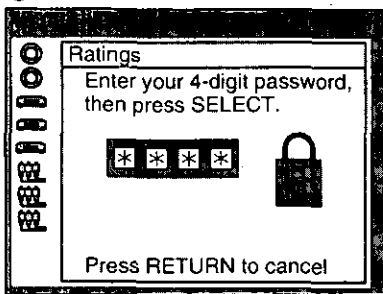 Ratings
Enter your 4-digit password,
then press SELECT.
* * * *
Press RETURN to cancel